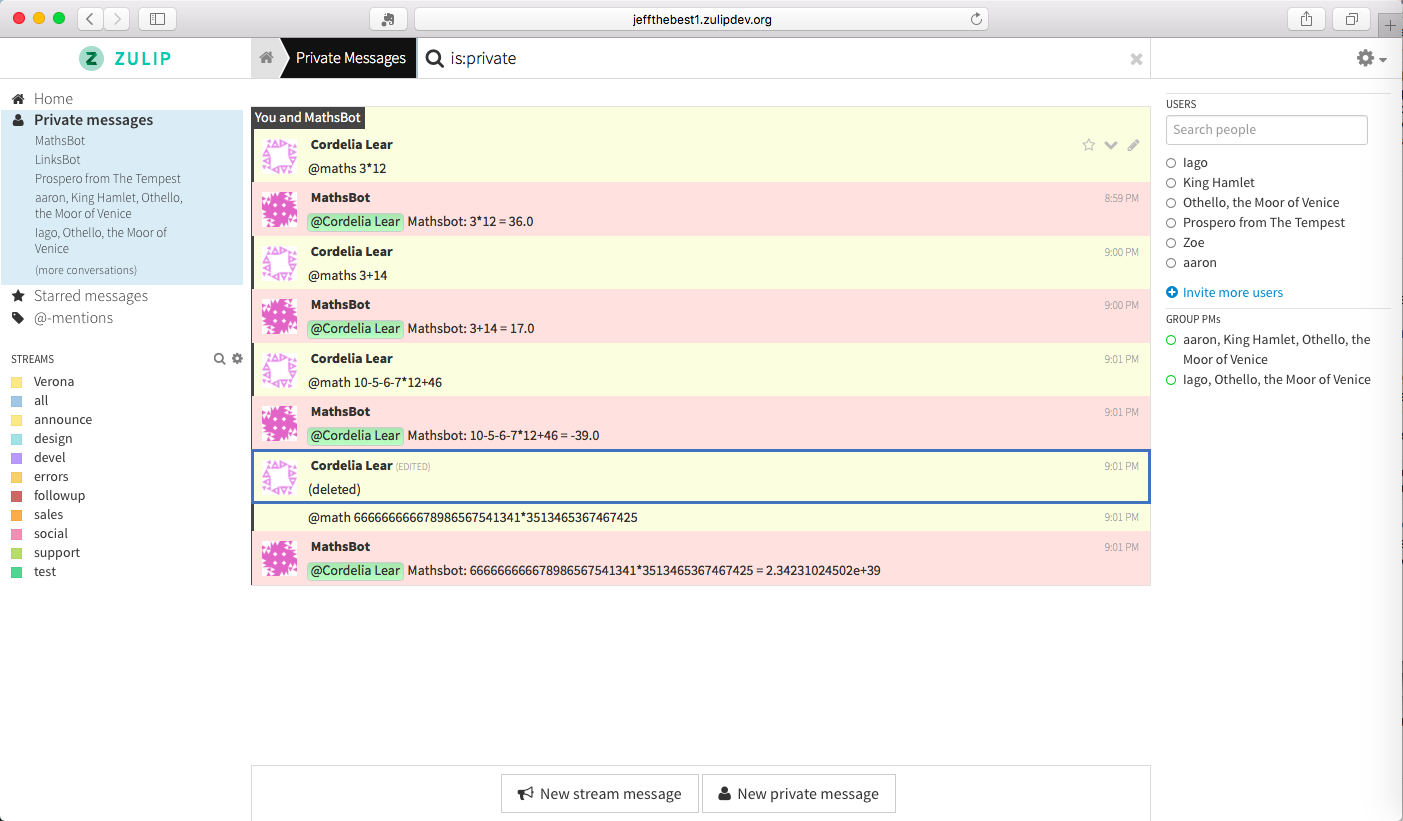 jeffthebest1.zulipdev.org
ZULIP
Private Messages
is:private
Home
Private messages
MathsBot
LinksBot
Prospero from The Tempest
aaron, King Hamlet, Othello,
the Moor of Venice
Iago, Othello, the Moor of
Venice
(more conversations)
Starred messages
@-mentions
STREAMS
Verona
all
announce
design
devel
errors
followup
sales
social
support
test
You and MathsBot
Cordelia Lear
@maths 3*12
MathsBot 8:59 PM
@Cordelia Lear Mathsbot: 3*12 = 36.0
Cordelia Lear 9:00 PM
@maths 3+14
MathsBot 9:00 PM
@Cordelia Lear Mathsbot: 3+14 = 17.0
Cordelia Lear 9:01 PM
@math 10-5-6-7*12+46
MathsBot 9:01 PM
@Cordelia Lear Mathsbot: 10-5-6-7*12+46 = -39.0
Cordelia Lear (EDITED) 9:01 PM
(deleted)
@math 666666666678986567541341*3513465367467425 9:01 PM
MathsBot 9:01 PM
@Cordelia Lear Mathsbot: 666666666678986567541341*3513465367467425 = 2.34231024502e+39
New stream message
New private message
USERS
Search people
Iago
King Hamlet
Othello, the Moor of Venice
Prospero from The Tempest
Zoe
aaron
Invite more users
GROUP PMs
aaron, King Hamlet, Othello, the
Moor of Venice
Iago, Othello, the Moor of Venice